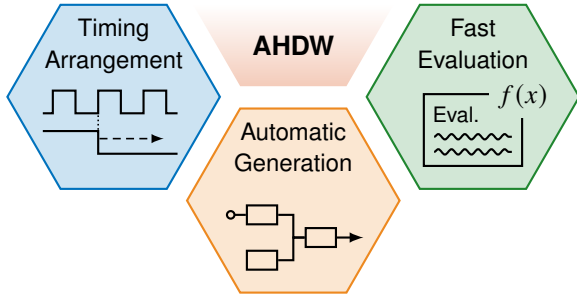 Timing
Arrangement
AHDW
Fast
Evaluation
f(x)
Eval.
Automatic
Generation